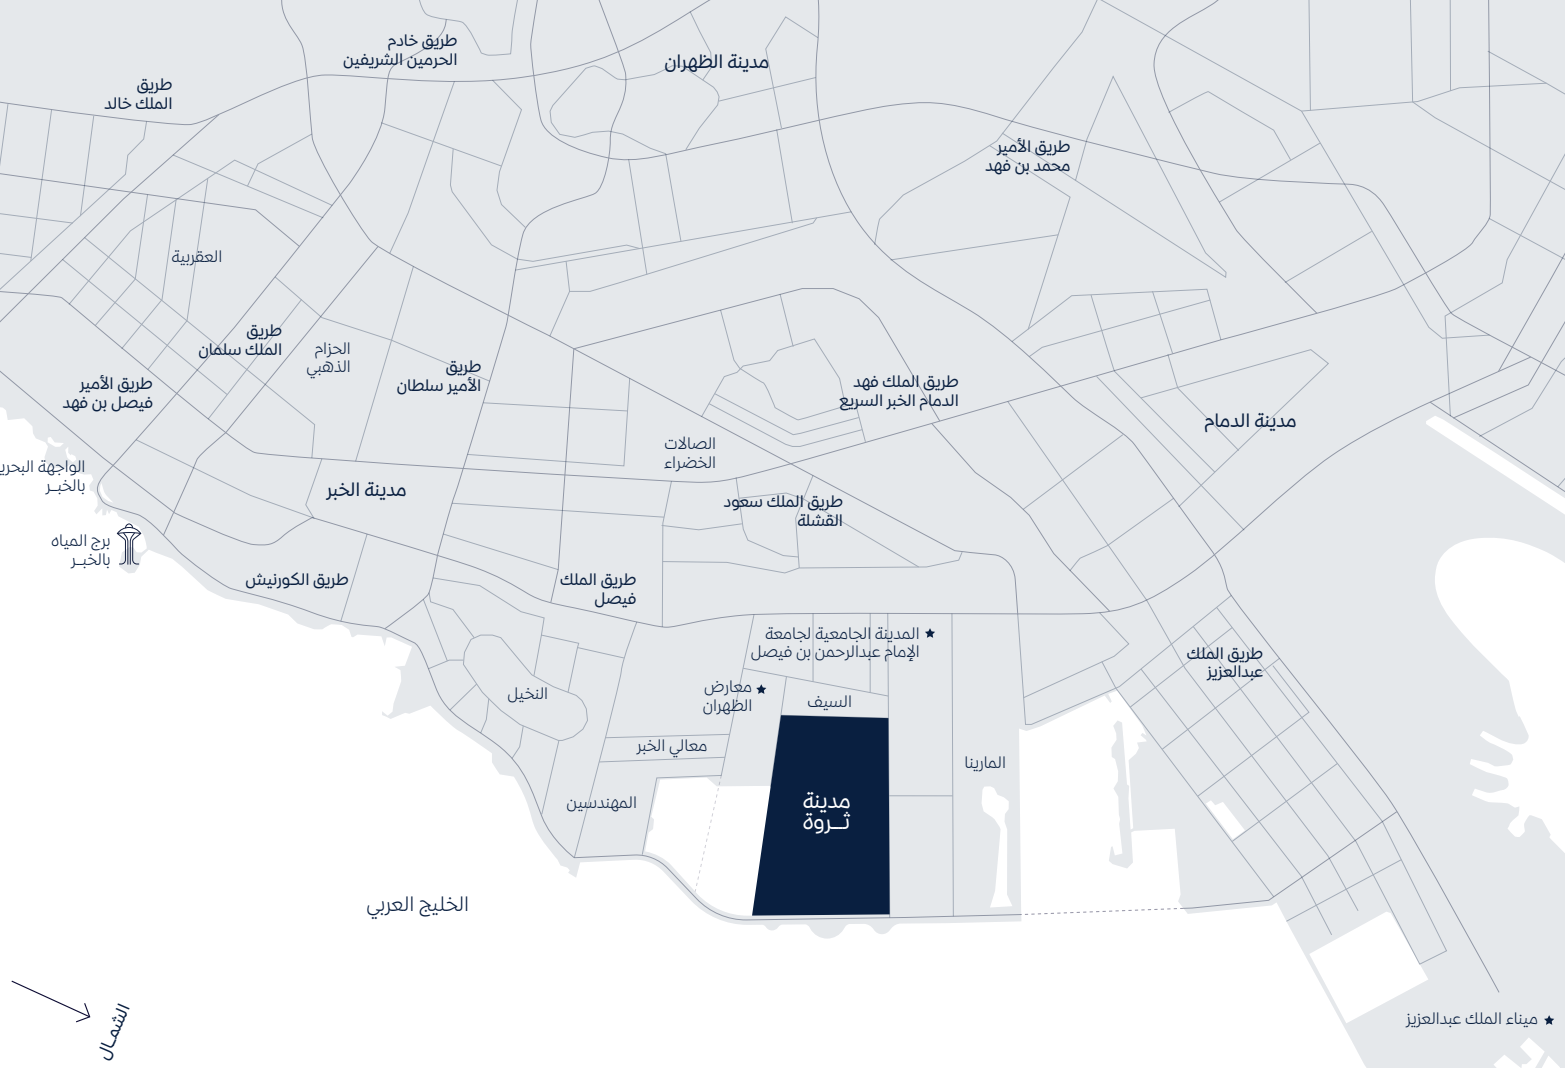 طريق خادم
الحرمين الشريفين
مدينة الظهران
طريق
الملك خالد
طريق الأمير
محمد بن فهد
العقربية
طريق
الملك سلمان
الحزام
الذهبي
طريق
الأمير سلطان
طريق الأمير
فيصل بن فهد
طريق الملك فهد
الدمام الخبر السريع
مدينة الدمام
الصالات
الخضراء
الواجهة البحري
بالخبـر
مدينة الخبر
طريق الملك سعود
القشلة
برج المياه
بالخبـر
طريق الكورنيش
طريق الملك
فيصل
المدينة الجامعية لجامعة
الإمام عبدالرحمن بن فيصل
طريق الملك
عبدالعزيز
معارض
الظهران
النخيل
السيف
معالي الخبر
المارينا
المهندسين
مدينة
ثـروة
الخليج العربي
الشمـال
ميناء الملك عبدالعزيز